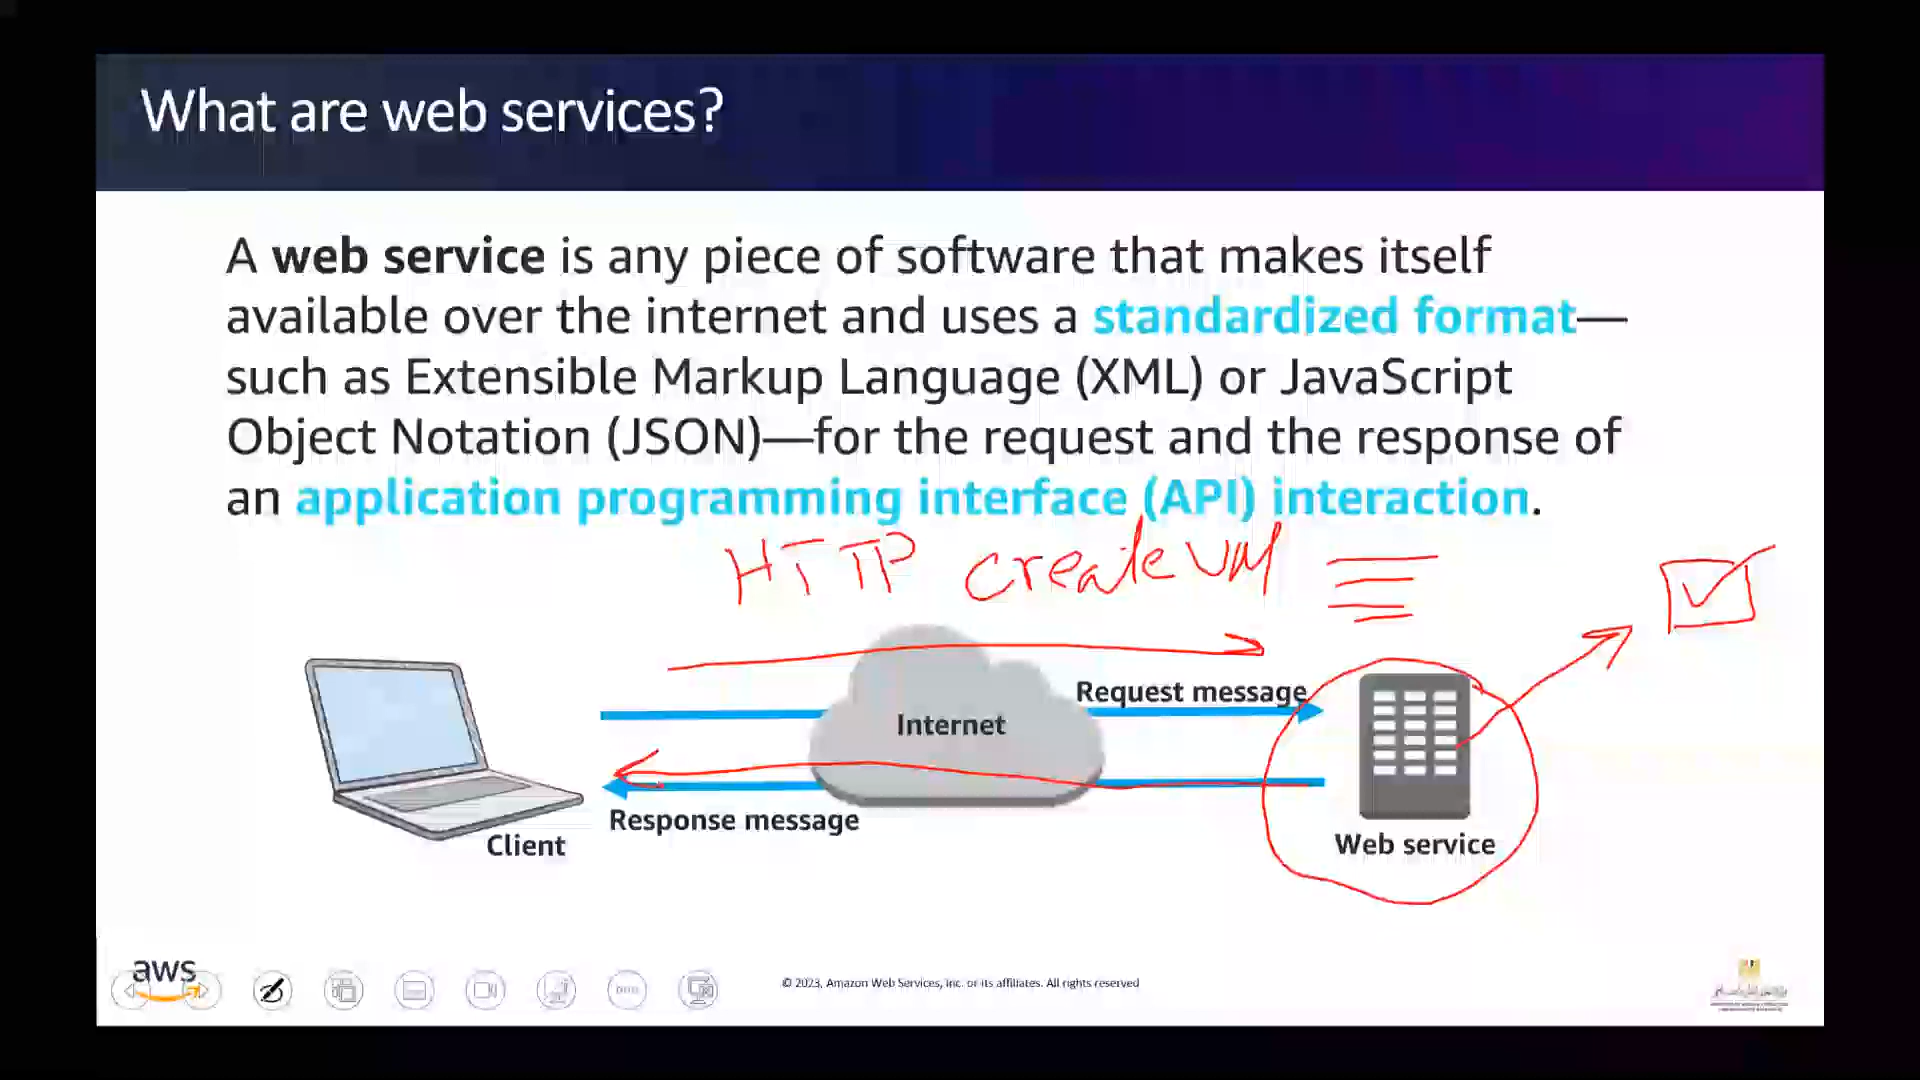 What are web services?
A web service is any piece of software that makes itself
available over the internet and uses a standardized format—
such as Extensible Markup Language (XML) or JavaScript
Object Notation (JSON)—for the request and the response of
an application programming interface (API) interaction.
HTTP createVM
Request message
Internet
Response message
Client
Web service
aws
© 2023, Amazon Web Services, Inc. or its affiliates. All rights reserved